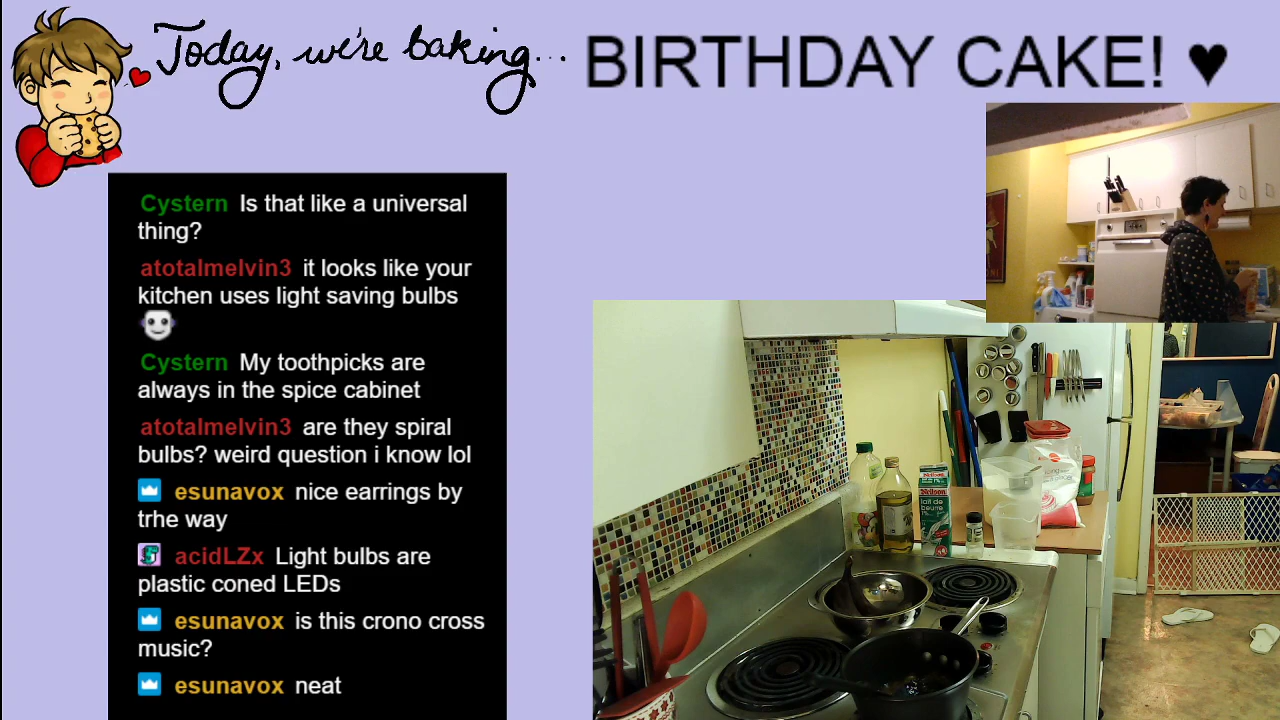 Today, we're baking... BIRTHDAY CAKE! ♥
Cystern Is that like a universal
thing?
atotalmelvin3 it looks like your
kitchen uses light saving bulbs
Cystern My toothpicks are
always in the spice cabinet
atotalmelvin3 are they spiral
bulbs? weird question i know lol
esunavox nice earrings by
trhe way
acidLZx Light bulbs are
plastic coned LEDs
esunavox is this crono cross
music?
esunavox neat
Neilson
Neilson
lait de
beurre